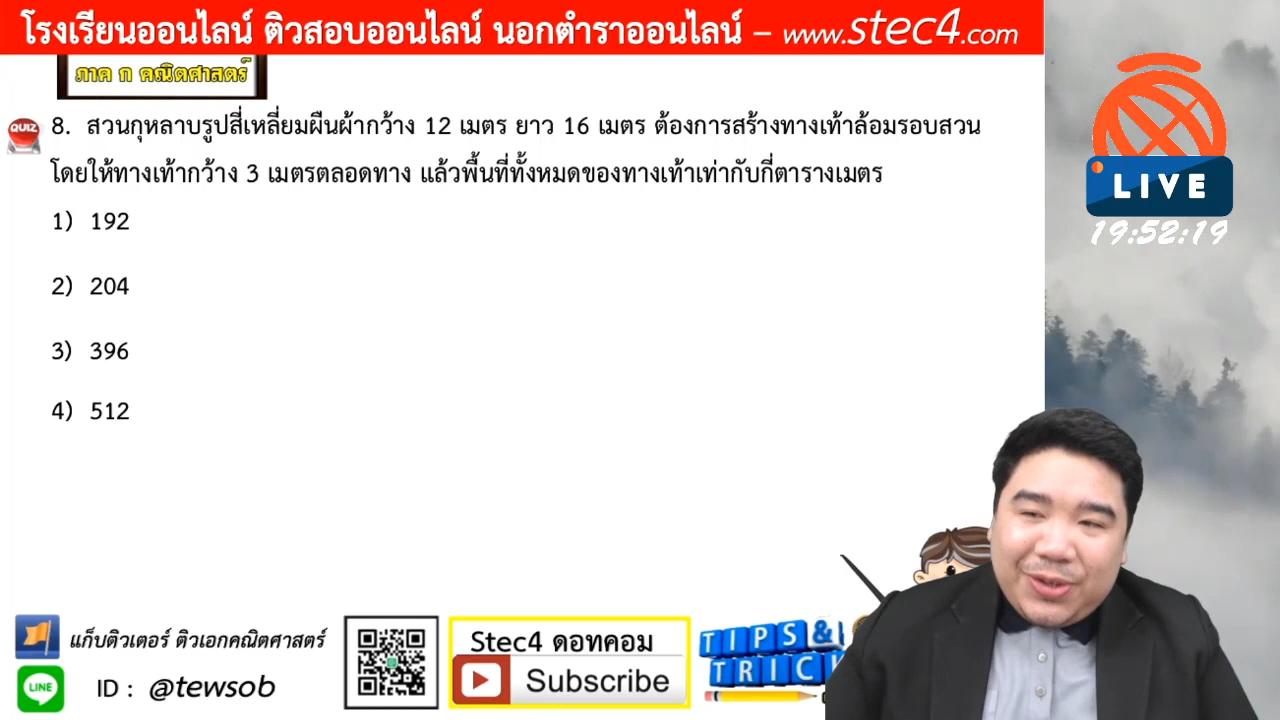 โรงเรียนออนไลน์ ติวสอบออนไลน์ นอกตำราออนไลน์ – www.stec4.com
ภาค ก คณิตศาสตร์
QUIZ
8. สวนกุหลาบรูปสี่เหลี่ยมผืนผ้ากว้าง 12 เมตร ยาว 16 เมตร ต้องการสร้างทางเท้าล้อมรอบสวน
โดยให้ทางเท้ากว้าง 3 เมตรตลอดทาง แล้วพื้นที่ทั้งหมดของทางเท้าเท่ากับกี่ตารางเมตร
1) 192
2) 204
3) 396
4) 512
LIVE
19:52:19
แก็บติวเตอร์ ติวเอกคณิตศาสตร์
LINE
ID : @tewsob
Stec4 ดอทคอม
Subscribe
TIPS &
TRIC